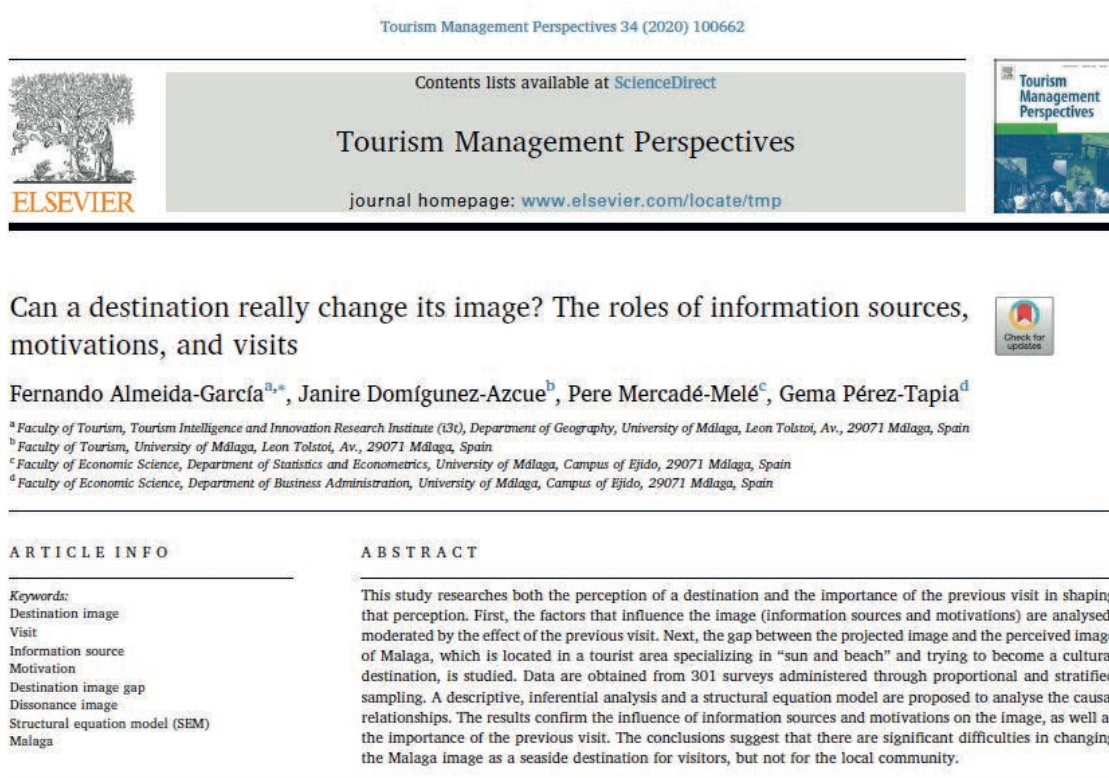 Tourism Management Perspectives 34 (2020) 100662
Contents lists available at ScienceDirect
Tourism Management Perspectives
journal homepage: www.elsevier.com/locate/tmp
ELSEVIER
Tourism
Management
Perspectives
Can a destination really change its image? The roles of information sources,
motivations, and visits
Check for
updates
Fernando Almeida-García a,*, Janire Domígunez-Azcue b, Pere Mercadé-Melé c, Gema Pérez-Tapia d
a Faculty of Tourism, Tourism Intelligence and Innovation Research Institute (i3t), Department of Geography, University of Málaga, Leon Tolstoi, Av., 29071 Málaga, Spain
b Faculty of Tourism, University of Málaga, Leon Tolstoi, Av., 29071 Málaga, Spain
c Faculty of Economic Science, Department of Statistics and Econometrics, University of Málaga, Campus of Ejido, 29071 Málaga, Spain
d Faculty of Economic Science, Department of Business Administration, University of Málaga, Campus of Ejido, 29071 Málaga, Spain
ARTICLE INFO
Keywords:
Destination image
Visit
Information source
Motivation
Destination image gap
Dissonance image
Structural equation model (SEM)
Malaga
ABSTRACT
This study researches both the perception of a destination and the importance of the previous visit in shaping
that perception. First, the factors that influence the image (information sources and motivations) are analysed
moderated by the effect of the previous visit. Next, the gap between the projected image and the perceived image
of Malaga, which is located in a tourist area specializing in "sun and beach" and trying to become a cultura
destination, is studied. Data are obtained from 301 surveys administered through proportional and stratified
sampling. A descriptive, inferential analysis and a structural equation model are proposed to analyse the causa
relationships. The results confirm the influence of information sources and motivations on the image, as well a
the importance of the previous visit. The conclusions suggest that there are significant difficulties in changing
the Malaga image as a seaside destination for visitors, but not for the local community.